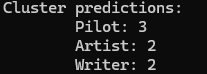 Cluster predictions:
Pilot: 3
Artist: 2
Writer: 2